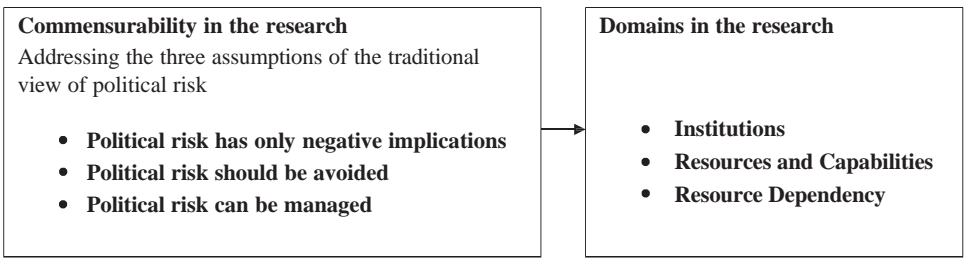 Commensurability in the research
Addressing the three assumptions of the traditional
view of political risk
• Political risk has only negative implications
• Political risk should be avoided
• Political risk can be managed
Domains in the research
• Institutions
• Resources and Capabilities
• Resource Dependency